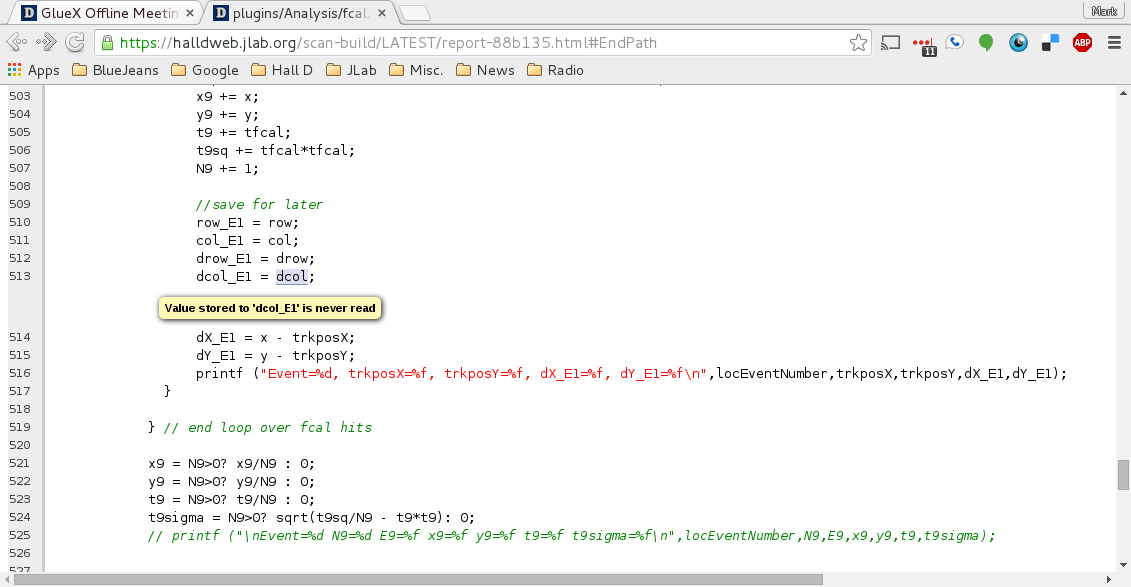 GlueX Offline Meetin ×
plugins/Analysis/fcal. ×
Mark
https://halldweb.jlab.org/scan-build/LATEST/report-88b135.html#EndPath
11
ABP
Apps BlueJeans Google Hall D JLab Misc. News Radio
503 x9 += x;
504 y9 += y;
505 t9 += tfcal;
506 t9sq += tfcal*tfcal;
507 N9 += 1;
508
509 //save for later
510 row_E1 = row;
511 col_E1 = col;
512 drow_E1 = drow;
513 dcol_E1 = dcol;
Value stored to 'dcol_E1' is never read
514 dX_E1 = x - trkposX;
515 dY_E1 = y - trkposY;
516 printf ("Event=%d, trkposX=%f, trkposY=%f, dX_E1=%f, dY_E1=%f\n",locEventNumber,trkposX,trkposY,dX_E1,dY_E1);
517 }
518
519 } // end loop over fcal hits
520
521 x9 = N9>0? x9/N9 : 0;
522 y9 = N9>0? y9/N9 : 0;
523 t9 = N9>0? t9/N9 : 0;
524 t9sigma = N9>0? sqrt(t9sq/N9 - t9*t9): 0;
525 // printf ("\nEvent=%d N9=%d E9=%f x9=%f y9=%f t9=%f t9sigma=%f\n",locEventNumber,N9,E9,x9,y9,t9,t9sigma);
526
527